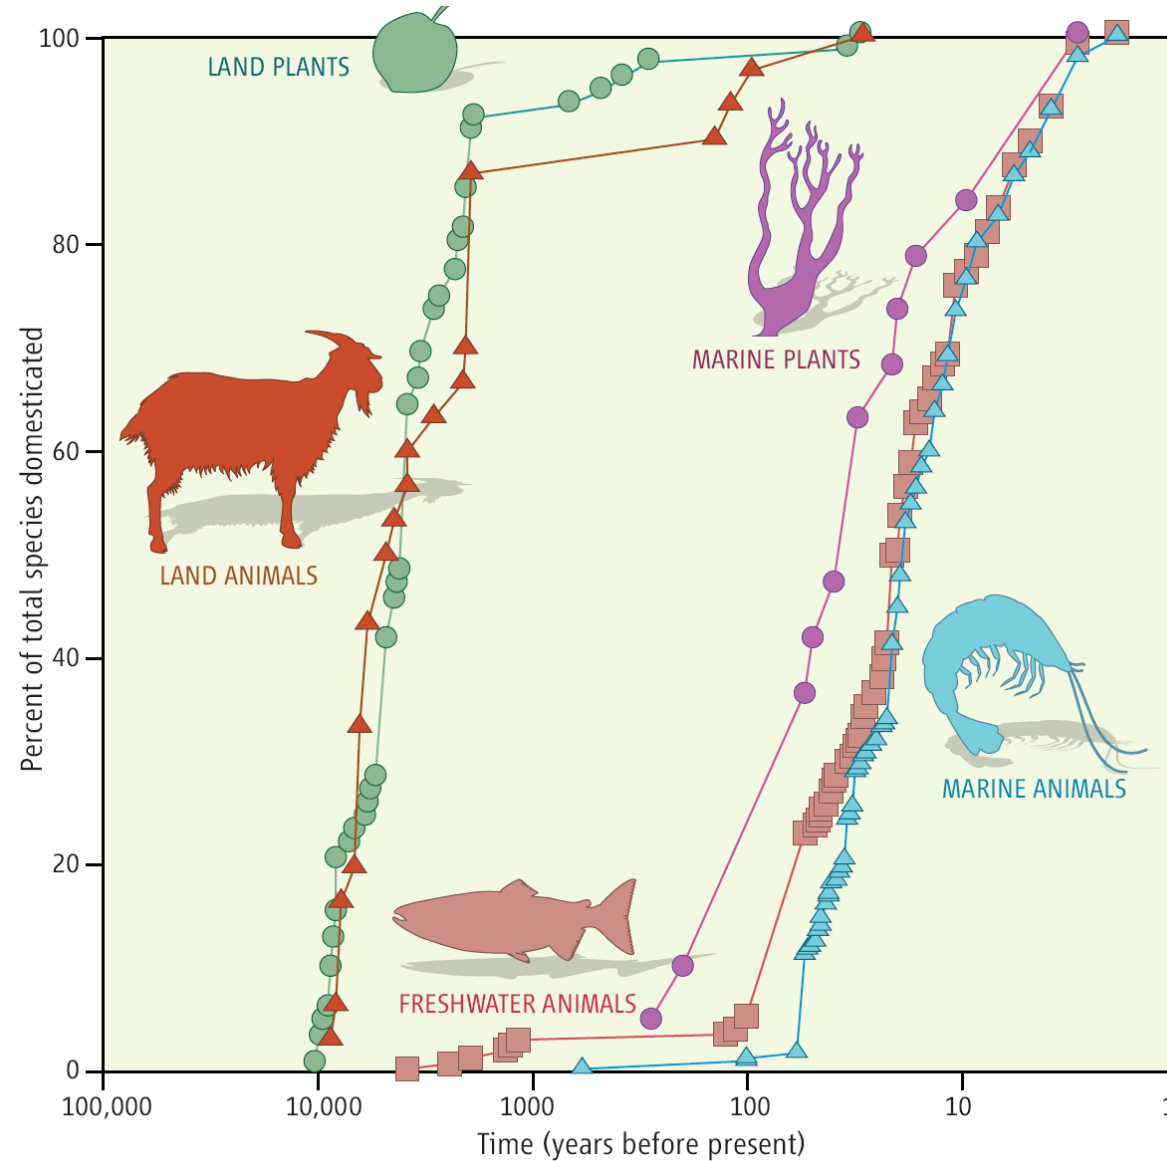 100
LAND PLANTS
80
MARINE PLANTS
60
LAND ANIMALS
40
MARINE ANIMALS
20
FRESHWATER ANIMALS
0
Percent of total species domesticated
100,000
10,000
1000
100
10
1
Time (years before present)